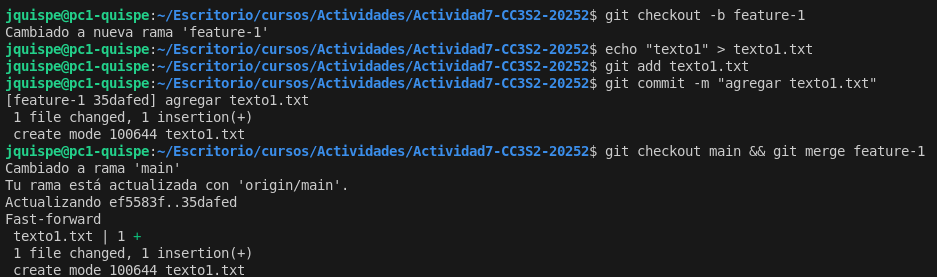 jquispe@pc1-quispe:~/Escritorio/cursos/Actividades/Actividad7-CC3S2-20252$ git checkout -b feature-1
Cambiado a nueva rama 'feature-1'
jquispe@pc1-quispe:~/Escritorio/cursos/Actividades/Actividad7-CC3S2-20252$ echo "texto1" > texto1.txt
jquispe@pc1-quispe:~/Escritorio/cursos/Actividades/Actividad7-CC3S2-20252$ git add texto1.txt
jquispe@pc1-quispe:~/Escritorio/cursos/Actividades/Actividad7-CC3S2-20252$ git commit -m "agregar texto1.txt"
[feature-1 35dafed] agregar texto1.txt
 1 file changed, 1 insertion(+)
 create mode 100644 texto1.txt
jquispe@pc1-quispe:~/Escritorio/cursos/Actividades/Actividad7-CC3S2-20252$ git checkout main && git merge feature-1
Cambiado a rama 'main'
Tu rama está actualizada con 'origin/main'.
Actualizando ef5583f..35dafed
Fast-forward
 texto1.txt | 1 +
 1 file changed, 1 insertion(+)
 create mode 100644 texto1.txt